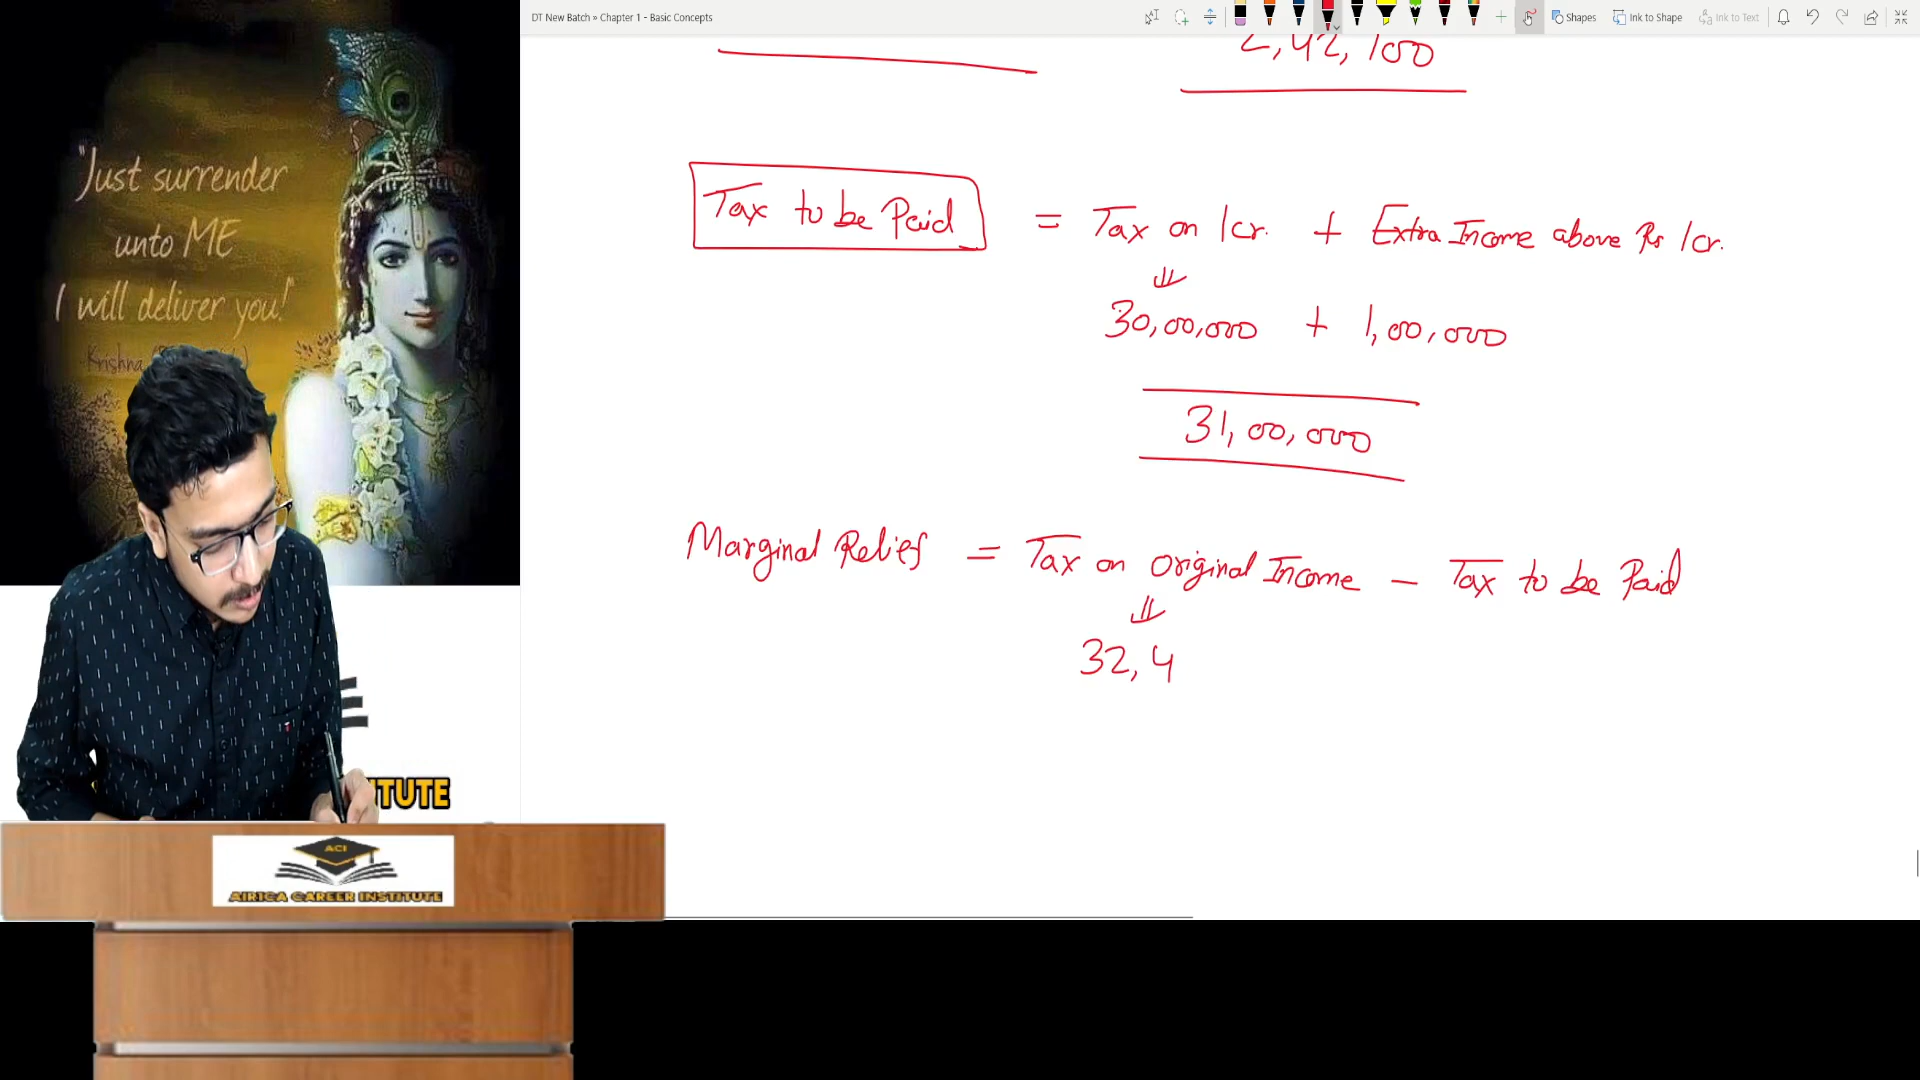 DT New Batch » Chapter 1 - Basic Concepts
Shapes
Ink to Shape
Ink to Text
2,42,100
"Just surrender
unto ME
I will deliver you!"
Krishna
Tax to be Paid = Tax on 1cr. + Extra Income above Rs 1cr.
30,00,000 + 1,00,000
31,00,000
Marginal Relief = Tax on original Income - Tax to be Paid
32,4
TUTE
ACI
AIRICA CAREER INSTITUTE